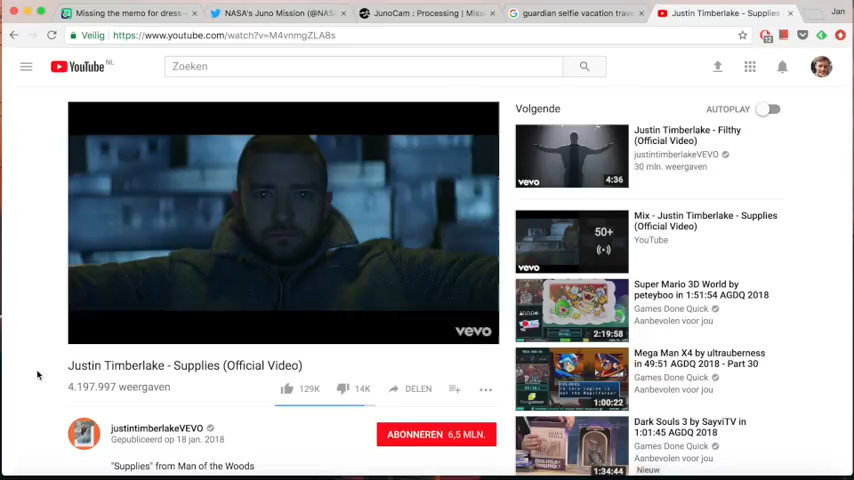 Missing the memo for dress-
NASA's Juno Mission (@NAS
JunoCam : Processing | Miss
guardian selfie vacation trav
Justin Timberlake - Supplies
Jan
Veilig
https://www.youtube.com/watch?v=M4vnmgZLA8s
12
YouTube NL
Zoeken
vevo
Justin Timberlake - Supplies (Official Video)
4.197.997 weergaven
129K
14K
DELEN
justintimberlakeVEVO
Gepubliceerd op 18 jan. 2018
ABONNEREN 6,5 MLN.
"Supplies" from Man of the Woods
Volgende
AUTOPLAY
vevo
4:36
Justin Timberlake - Filthy
(Official Video)
justintimberlakeVEVO
30 mln. weergaven
vevo
50+
Mix - Justin Timberlake - Supplies
(Official Video)
YouTube
2:19:58
Super Mario 3D World by
peteyboo in 1:51:54 AGDQ 2018
Games Done Quick
Aanbevolen voor jou
1:00:22
Mega Man X4 by ultrauberness
in 49:51 AGDQ 2018 - Part 30
Games Done Quick
Aanbevolen voor jou
1:34:44
Dark Souls 3 by SayviTV in
1:01:45 AGDQ 2018
Games Done Quick
Aanbevolen voor jou
Nieuw